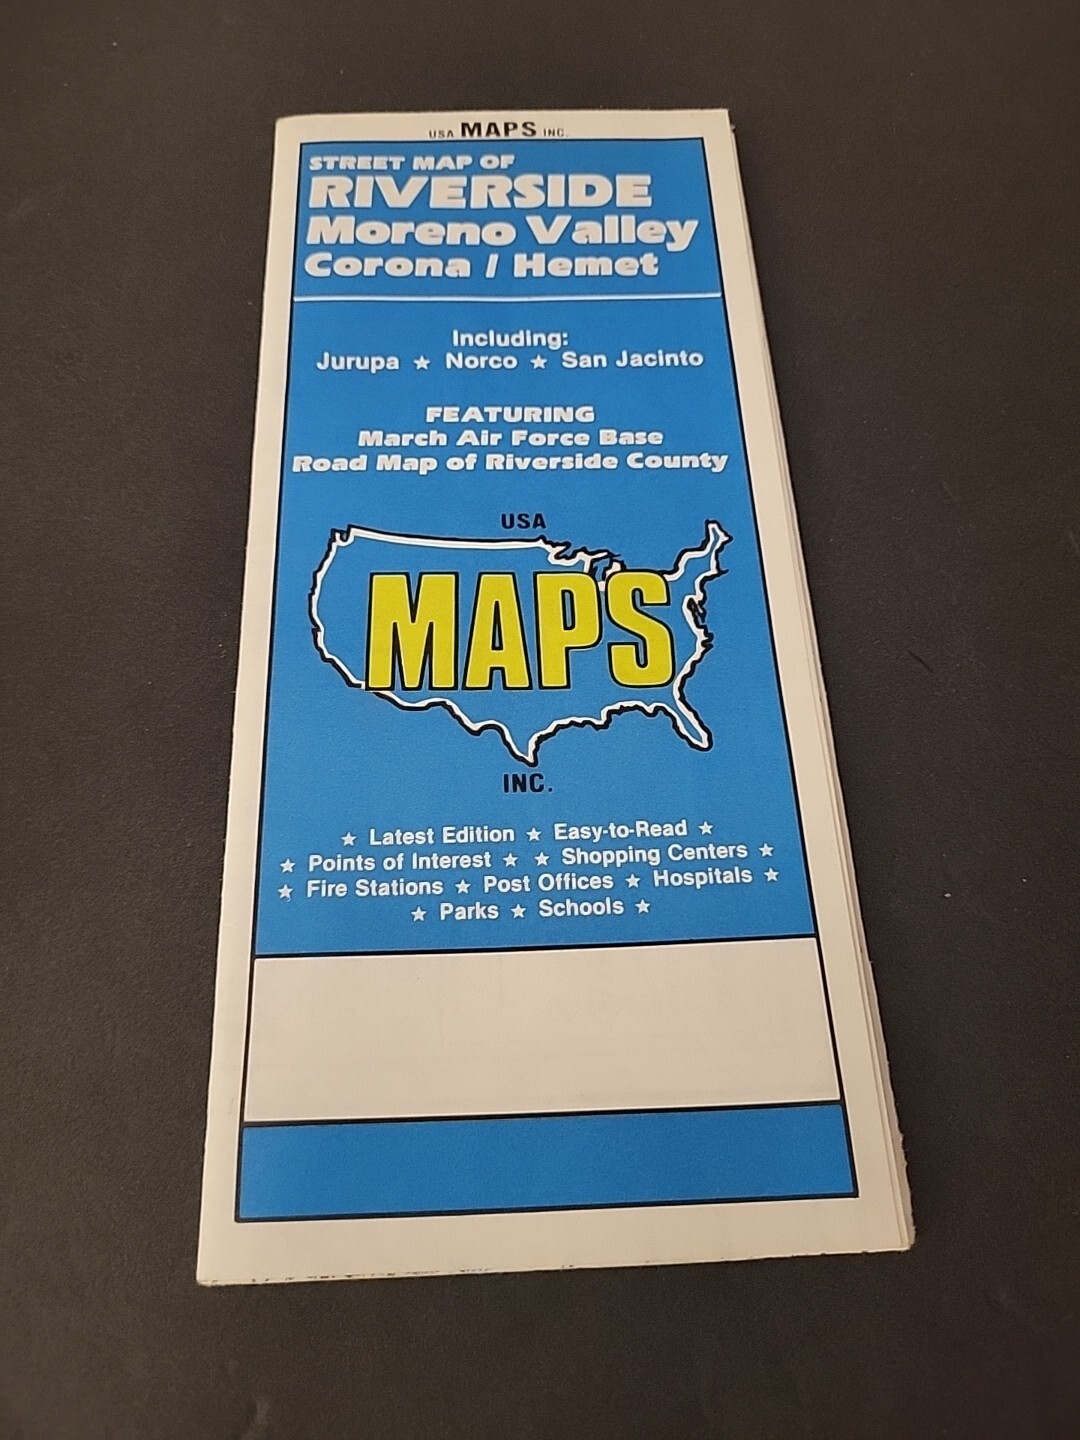 USA MAPS INC.
STREET MAP OF
RIVERSIDE
Moreno Valley
Corona / Hemet
Including:
Jurupa ★ Norco ★ San Jacinto
FEATURING
March Air Force Base
Road Map of Riverside County
USA
MAPS
INC.
★ Latest Edition ★ Easy-to-Read ★
★ Points of Interest ★ ★ Shopping Centers ★
★ Fire Stations ★ Post Offices ★ Hospitals ★
★ Parks ★ Schools ★